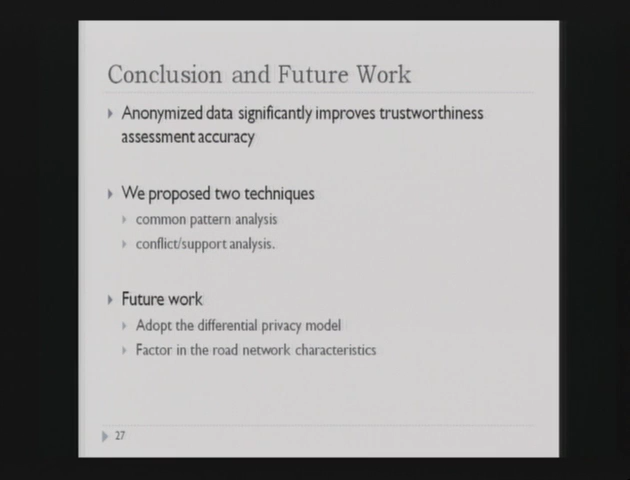 Conclusion and Future Work
Anonymized data significantly improves trustworthiness
assessment accuracy
We proposed two techniques
common pattern analysis
conflict/support analysis.
Future work
Adopt the differential privacy model
Factor in the road network characteristics
27